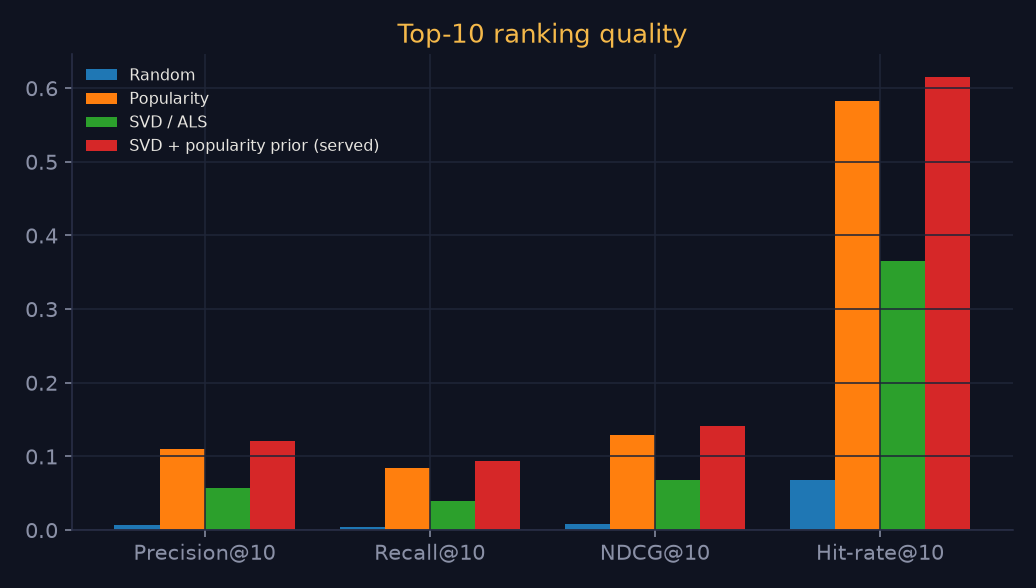 Top-10 ranking quality
Random
Popularity
SVD / ALS
SVD + popularity prior (served)
0.6
0.5
0.4
0.3
0.2
0.1
0.0
Precision@10
Recall@10
NDCG@10
Hit-rate@10